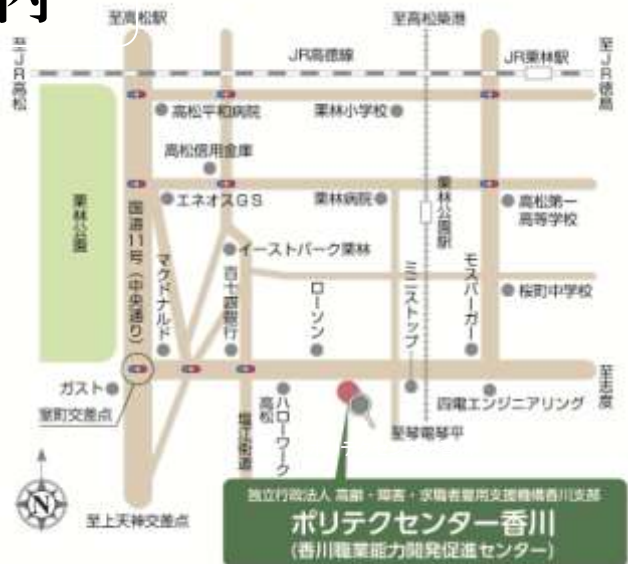 内
至高松駅
至高松築港
至JR高松
JR高徳線
JR栗林駅
至JR徳島
高松平和病院
栗林小学校
高松信用金庫
栗林公園
国道11号(中央通り)
エネオスGS
栗林病院
栗林公園駅
高松第一
高等学校
イーストパーク栗林
マクドナルド
百十四銀行
ローソン
ミニストップ
モスバーガー
桜町中学校
至志度
ガスト
室町交差点
ハローワーク
高松
塩江街道
四電エンジニアリング
至琴電琴平
N
至上天神交差点
独立行政法人 高齢・障害・求職者雇用支援機構香川支部
ポリテクセンター香川
(香川職業能力開発促進センター)